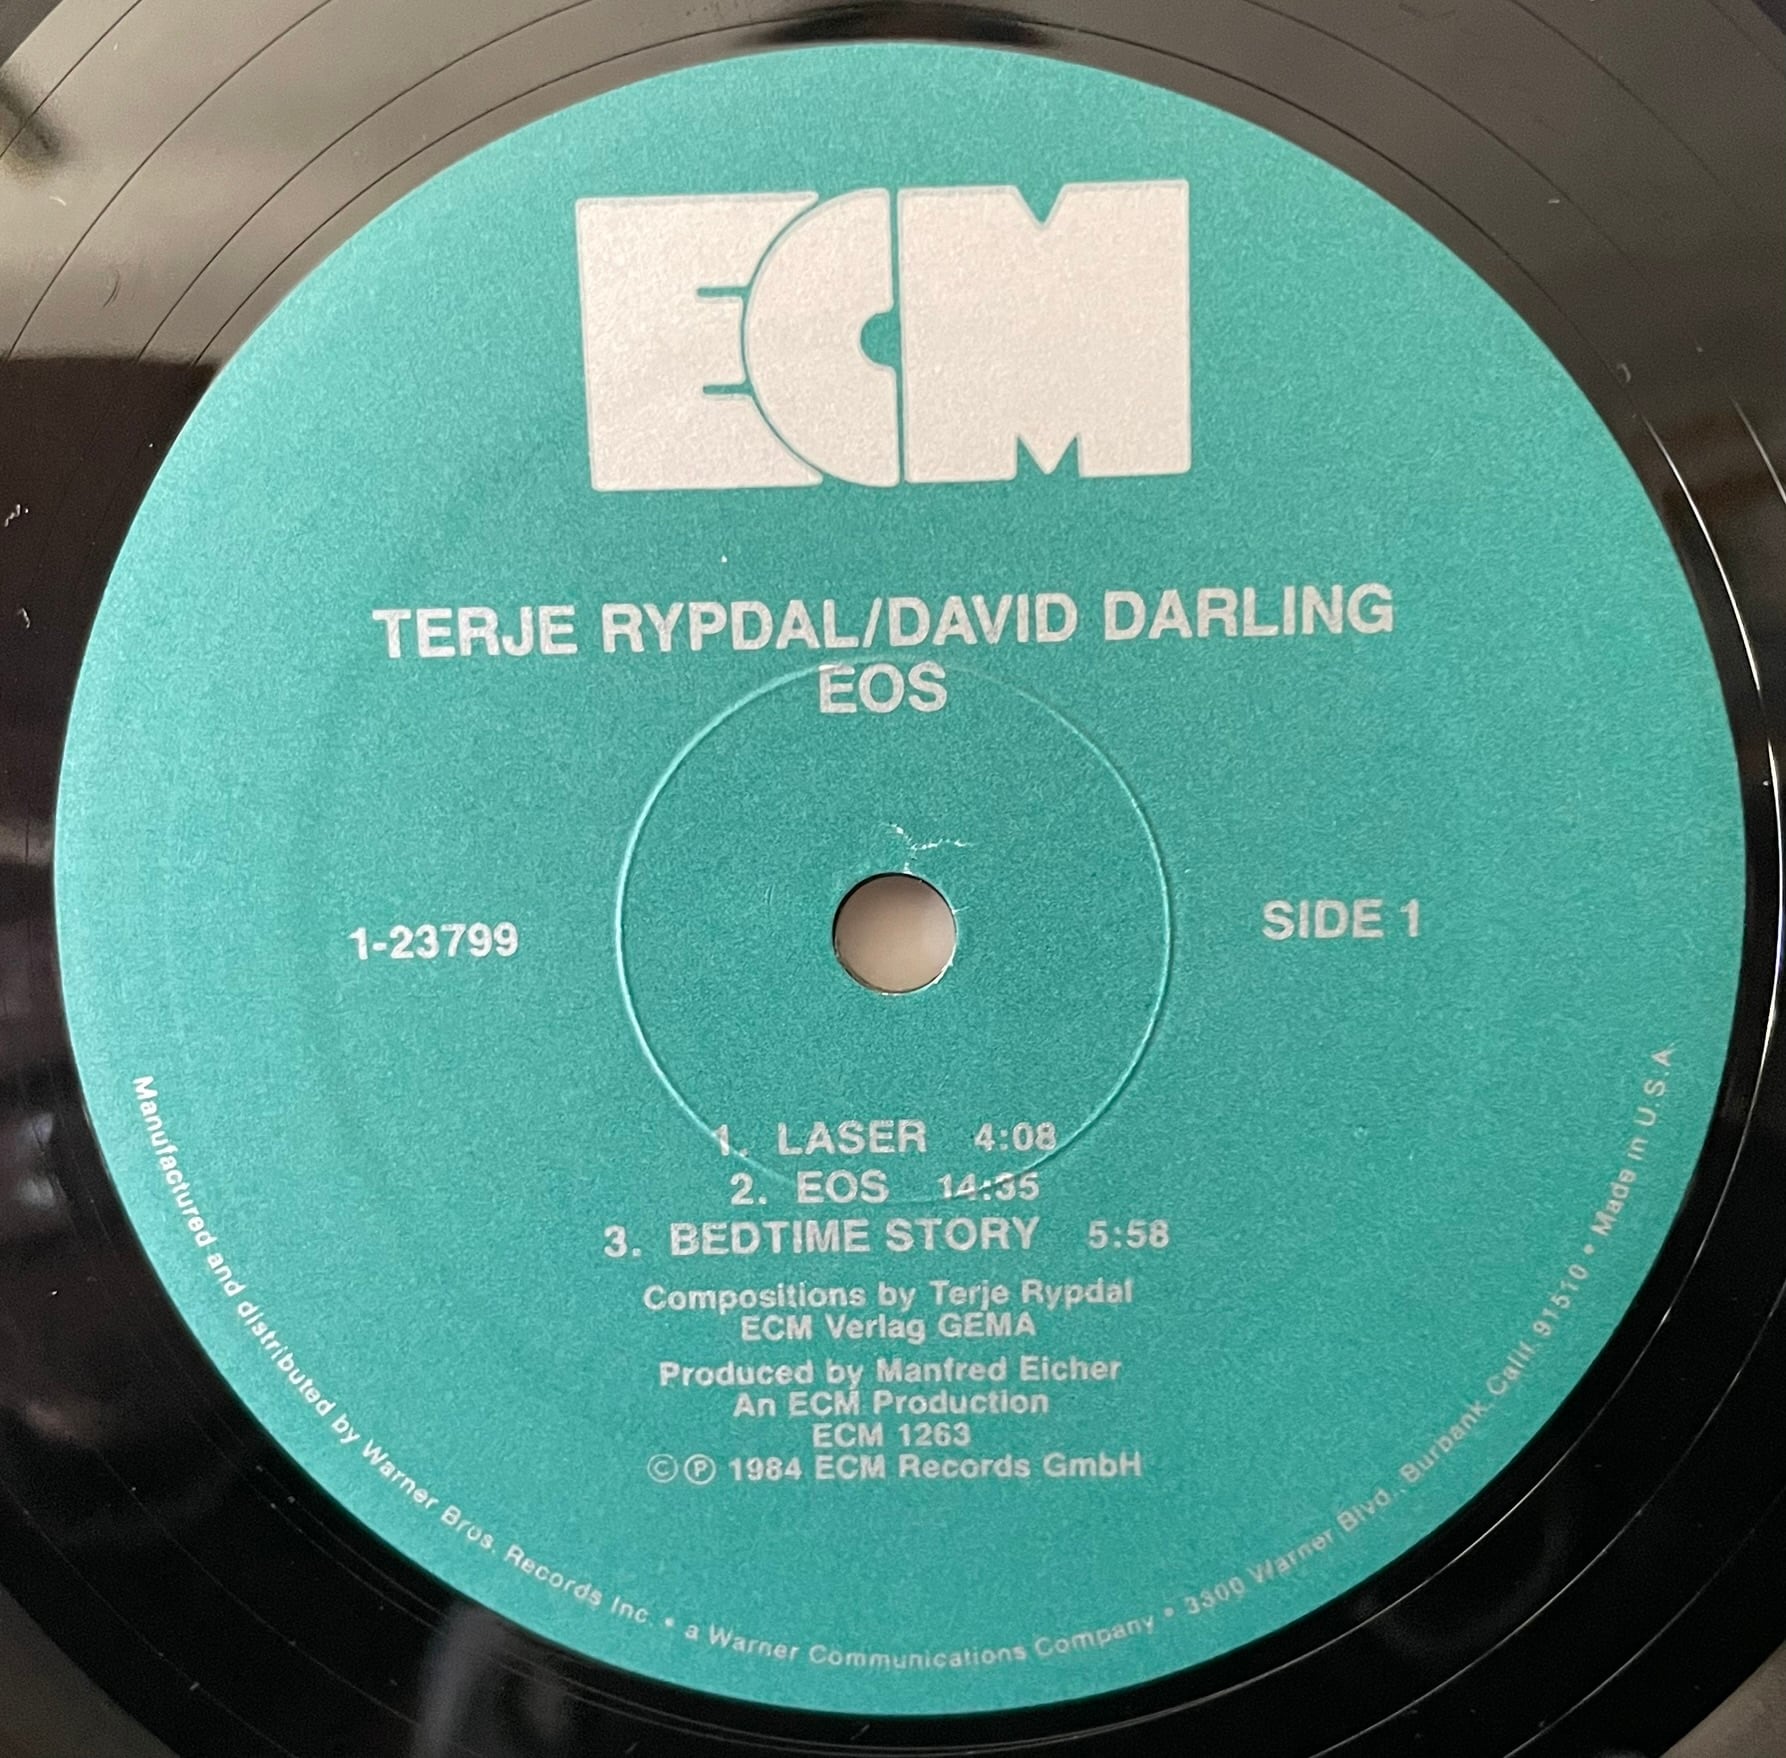 ECM
TERJE RYPDAL/DAVID DARLING
EOS
1-23799
SIDE 1
1. LASER 4:08
2. EOS 14:35
3. BEDTIME STORY 5:58
Compositions by Terje Rypdal
ECM Verlag GEMA
Produced by Manfred Eicher
An ECM Production
ECM 1263
©℗ 1984 ECM Records GmbH
Manufactured and distributed by Warner Bros. Records Inc. • a Warner Communications Company • 3300 Warner Blvd., Burbank, Calif. 91510 • Made in U.S.A.